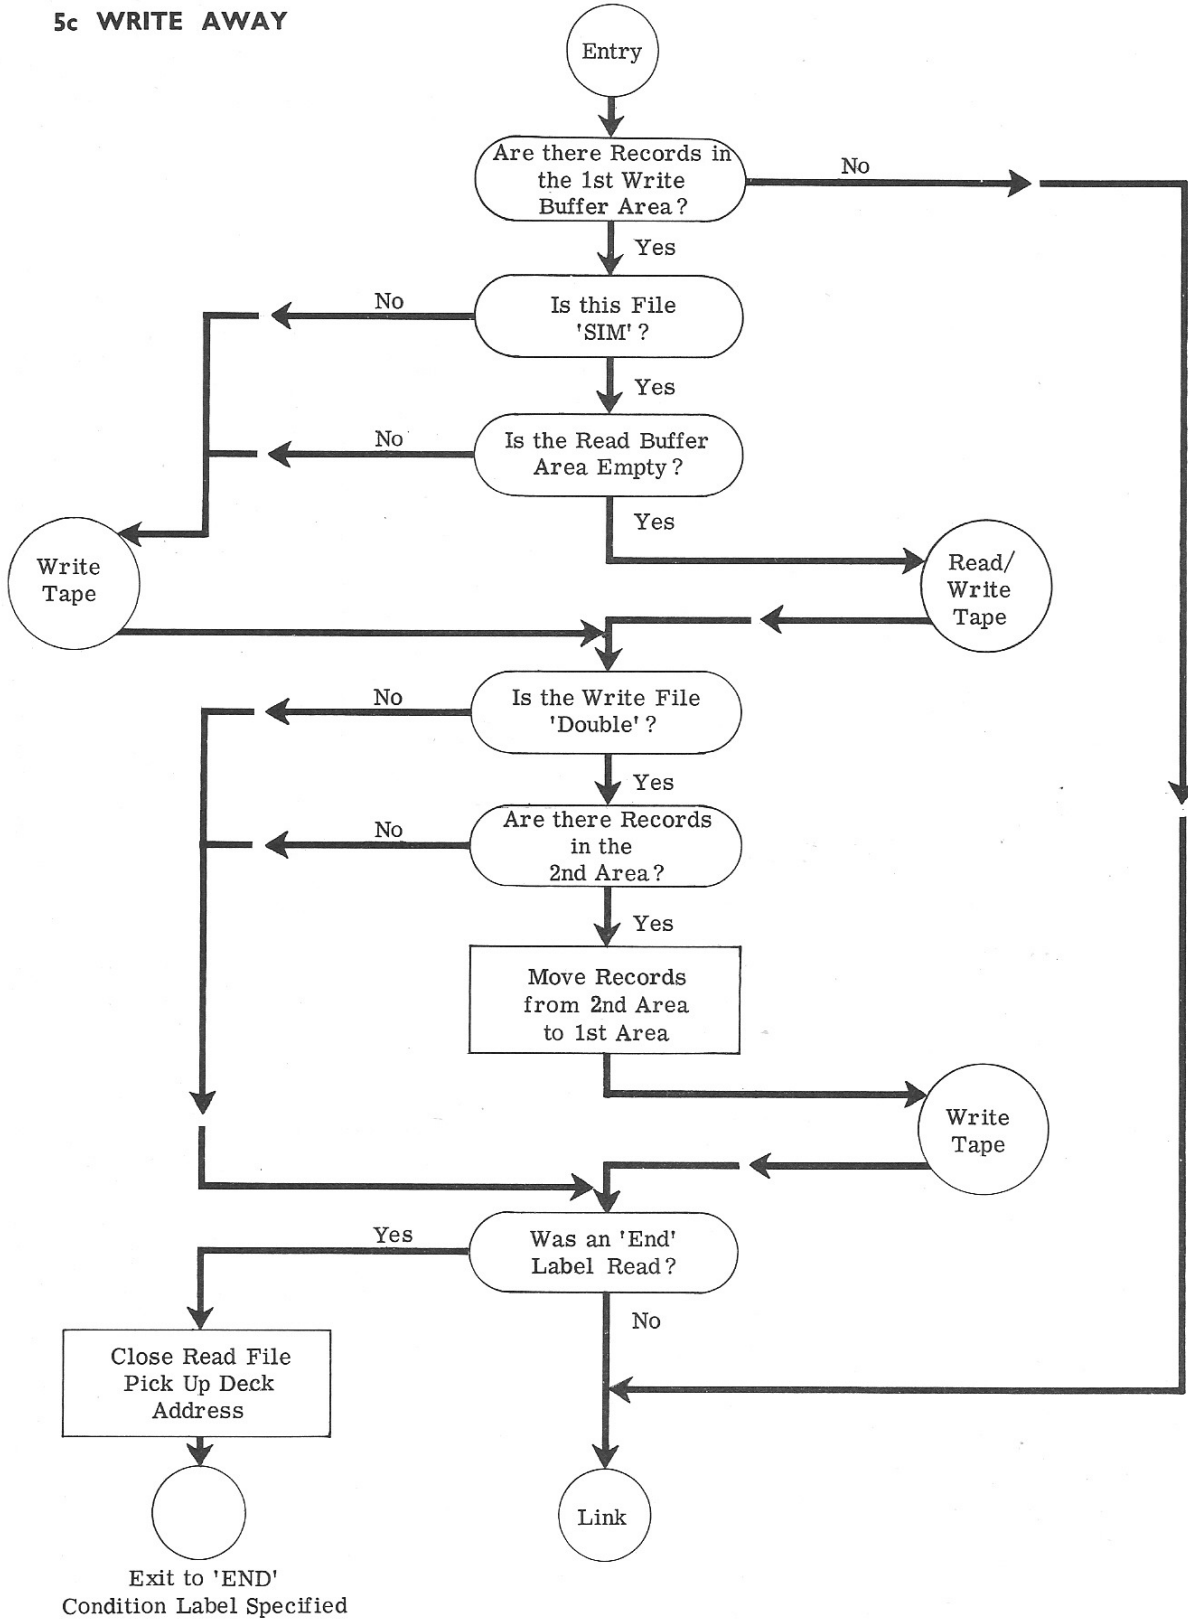 5c WRITE AWAY
Entry
Are there Records in
the 1st Write
Buffer Area?
No
Yes
Is this File
'SIM'?
No
Yes
Is the Read Buffer
Area Empty?
No
Yes
Write
Tape
Read/
Write
Tape
Is the Write File
'Double'?
No
Yes
Are there Records
in the
2nd Area?
No
Yes
Move Records
from 2nd Area
to 1st Area
Write
Tape
Was an 'End'
Label Read?
Yes
No
Close Read File
Pick Up Deck
Address
Link
Exit to 'END'
Condition Label Specified